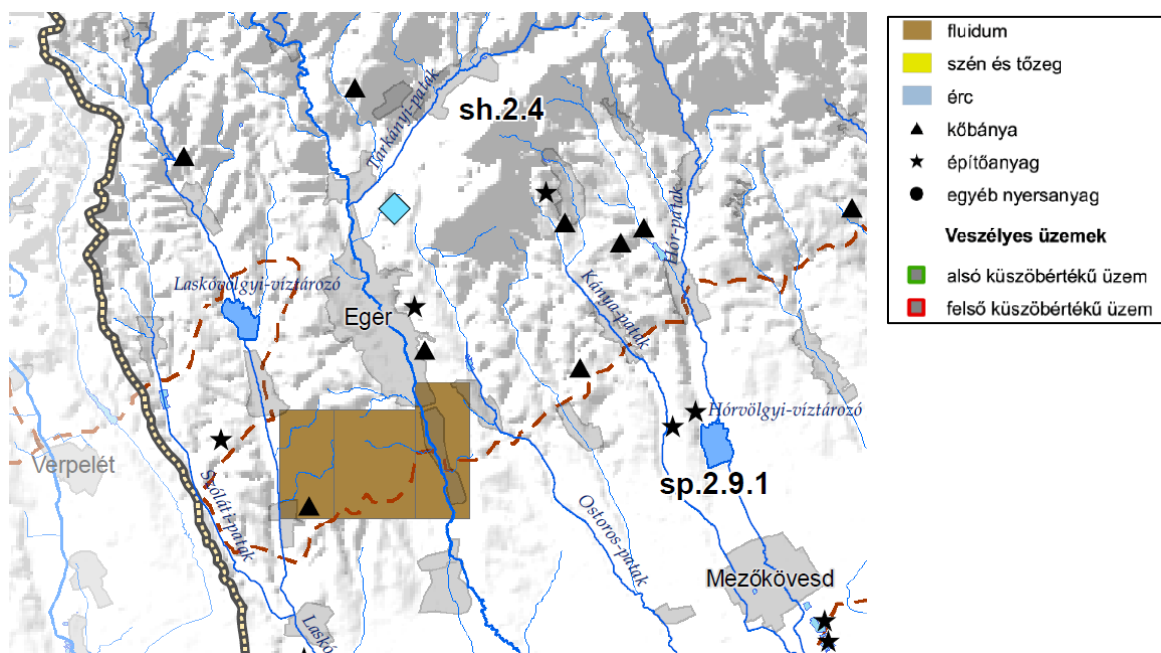 sh.2.4
Tárkányi-patak
Hór-patak
Laskóvölgyi-víztározó
Eger
Kánya-patak
Hórvölgyi-víztározó
Verpelét
Szóláti-patak
sp.2.9.1
Ostoros-patak
Mezőkövesd
Laskó
fluidum
szén és tőzeg
érc
kőbánya
építőanyag
egyéb nyersanyag
Veszélyes üzemek
alsó küszöbértékű üzem
felső küszöbértékű üzem